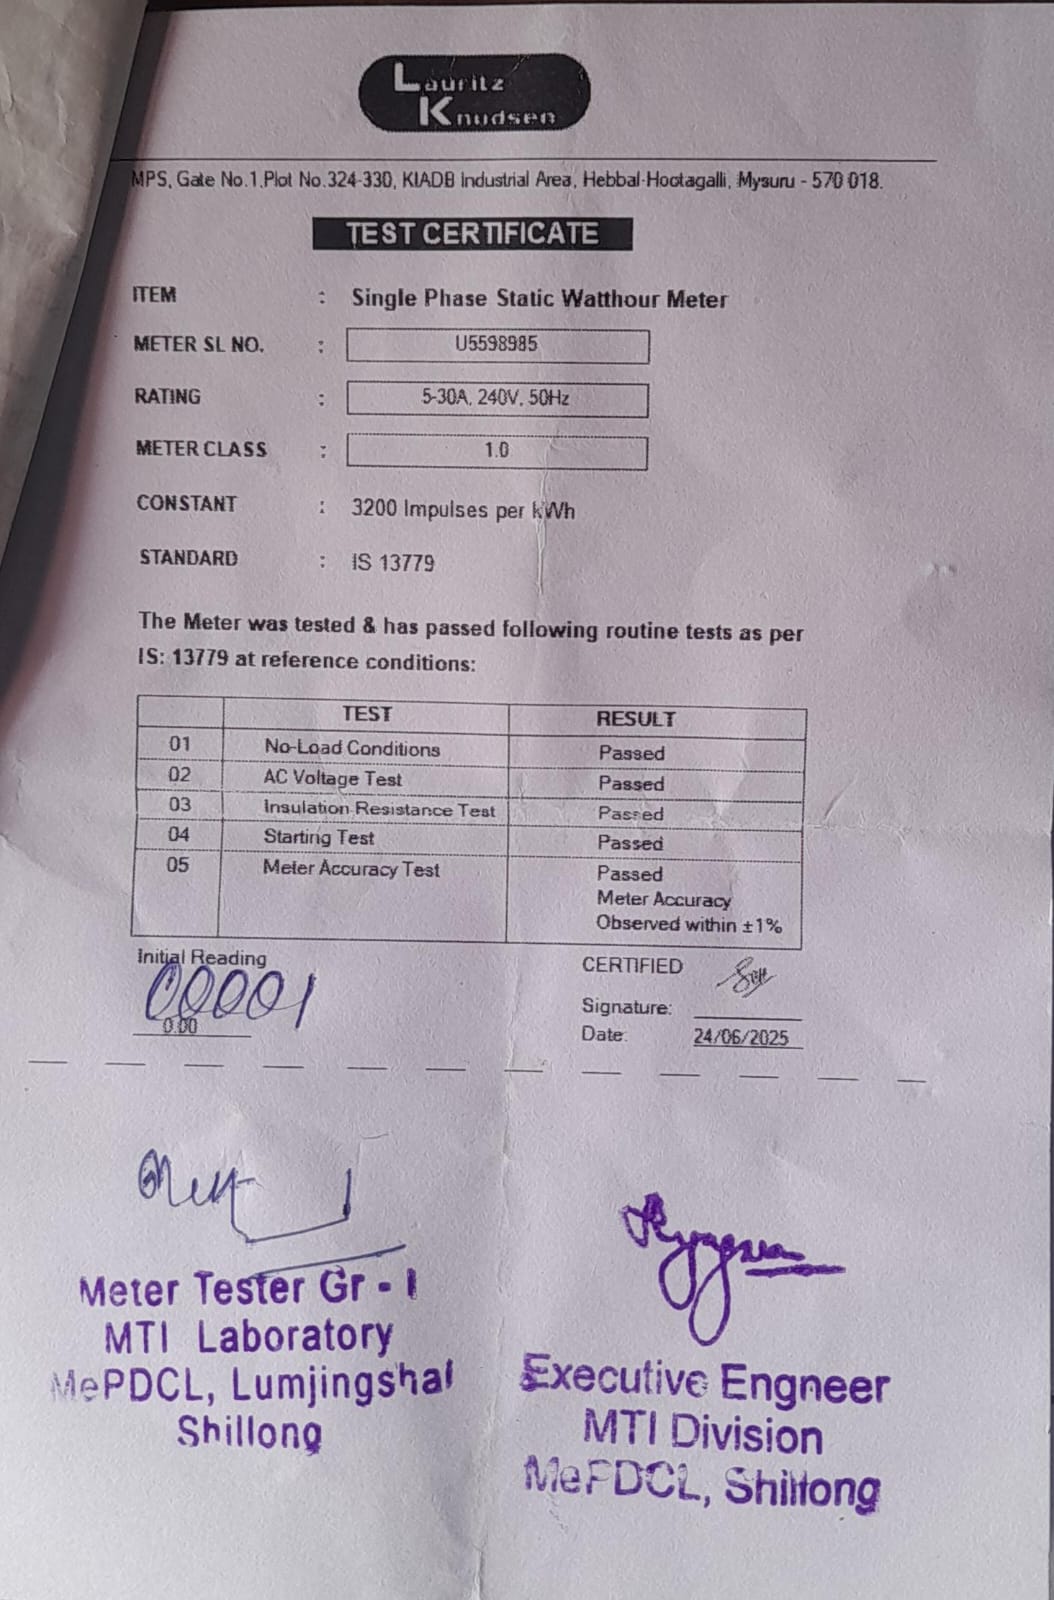 Lauritz
Knudsen
MPS, Gate No.1,Plot No.324-330, KIADB Industrial Area, Hebbal-Hootagalli, Mysuru - 570 018.
TEST CERTIFICATE
ITEM : Single Phase Static Watthour Meter
METER SL NO. : U5598985
RATING : 5-30A, 240V, 50Hz
METER CLASS : 1.0
CONSTANT : 3200 Impulses per kWh
STANDARD : IS 13779
The Meter was tested & has passed following routine tests as per
IS: 13779 at reference conditions:
TEST RESULT
01 No-Load Conditions Passed
02 AC Voltage Test Passed
03 Insulation Resistance Test Passed
04 Starting Test Passed
05 Meter Accuracy Test Passed
Meter Accuracy
Observed within ±1%
Initial Reading
00001
0.00
CERTIFIED
Signature:
Date: 24/06/2025
Meter Tester Gr - I
MTI Laboratory
MePDCL, Lumjingshai
Shillong
Executive Engneer
MTI Division
MePDCL, Shillong